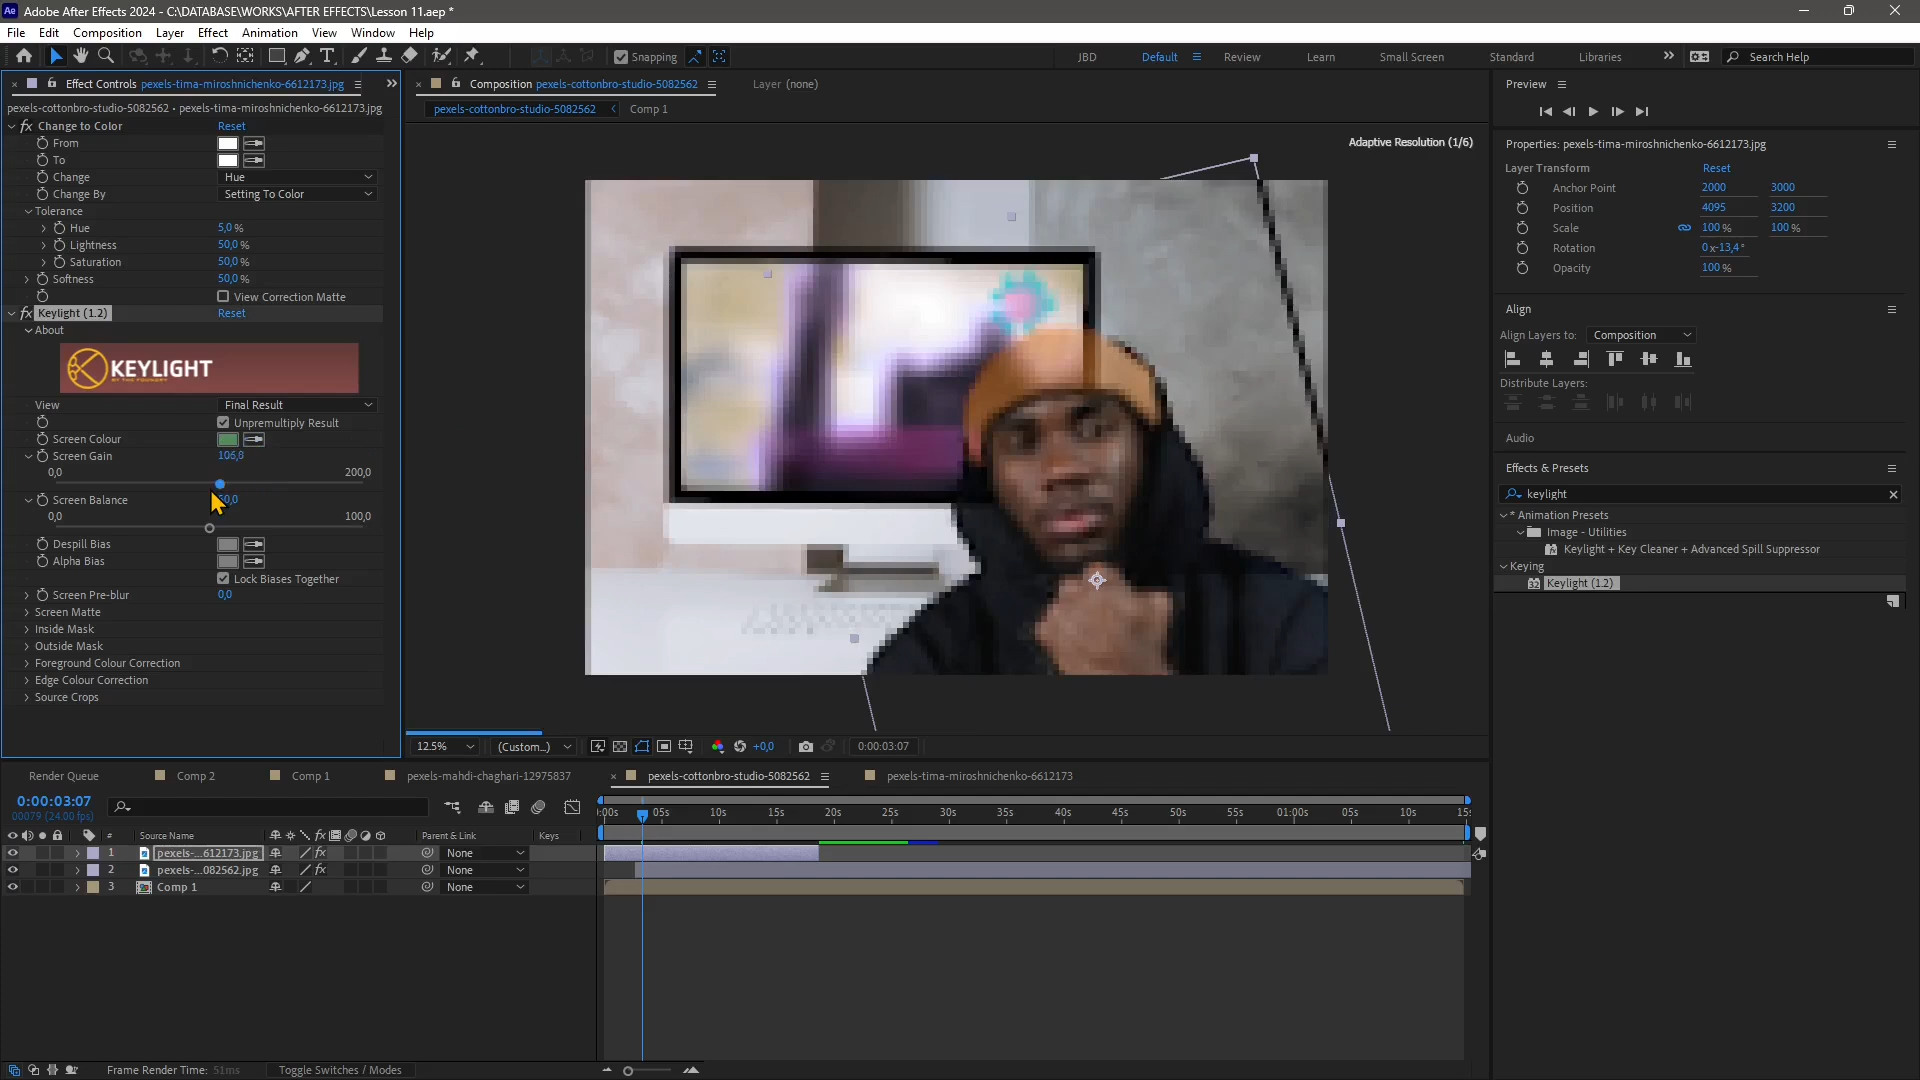 Ae Adobe After Effects 2024 - C:\DATABASE\WORKS\AFTER EFFECTS\Lesson 11.aep *
File Edit Composition Layer Effect Animation View Window Help
Snapping JBD Default Review Learn Small Screen Standard Libraries Search Help
Effect Controls pexels-tima-miroshnichenko-6612173.jpg
pexels-cottonbro-studio-5082562 • pexels-tima-miroshnichenko-6612173.jpg
fx Change to Color Reset
From
To
Change Hue
Change By Setting To Color
Tolerance
Hue 5,0 %
Lightness 50,0 %
Saturation 50,0 %
Softness 50,0 %
View Correction Matte
fx Keylight (1.2) Reset
About
KEYLIGHT
BY THE FOUNDRY
View Final Result
Unpremultiply Result
Screen Colour
Screen Gain 106,0
0,0 200,0
Screen Balance
0,0 100,0
Despill Bias
Alpha Bias
Lock Biases Together
Screen Pre-blur 0,0
Screen Matte
Inside Mask
Outside Mask
Foreground Colour Correction
Edge Colour Correction
Source Crops
Composition pexels-cottonbro-studio-5082562 Layer (none)
pexels-cottonbro-studio-5082562 Comp 1
Adaptive Resolution (1/6)
12.5% (Custom...) +0,0 0:00:03:07
Preview
Properties: pexels-tima-miroshnichenko-6612173.jpg
Layer Transform Reset
Anchor Point 2000 3000
Position 4095 3200
Scale 100 % 100 %
Rotation 0 x-13,4 °
Opacity 100 %
Align
Align Layers to: Composition
Distribute Layers:
Audio
Effects & Presets
keylight
* Animation Presets
Image - Utilities
Keylight + Key Cleaner + Advanced Spill Suppressor
Keying
32 Keylight (1.2)
Render Queue Comp 2 Comp 1 pexels-mahdi-chaghari-12975837 pexels-cottonbro-studio-5082562 pexels-tima-miroshnichenko-6612173
0:00:03:07
00079 (24.00 fps)
# Source Name fx Parent & Link Keys
1 pexels-...612173.jpg fx None
2 pexels-...082562.jpg fx None
3 Comp 1 None
):00s 05s 10s 15s 20s 25s 30s 35s 40s 45s 50s 55s 01:00s 05s 10s 15s
Frame Render Time: 51ms Toggle Switches / Modes